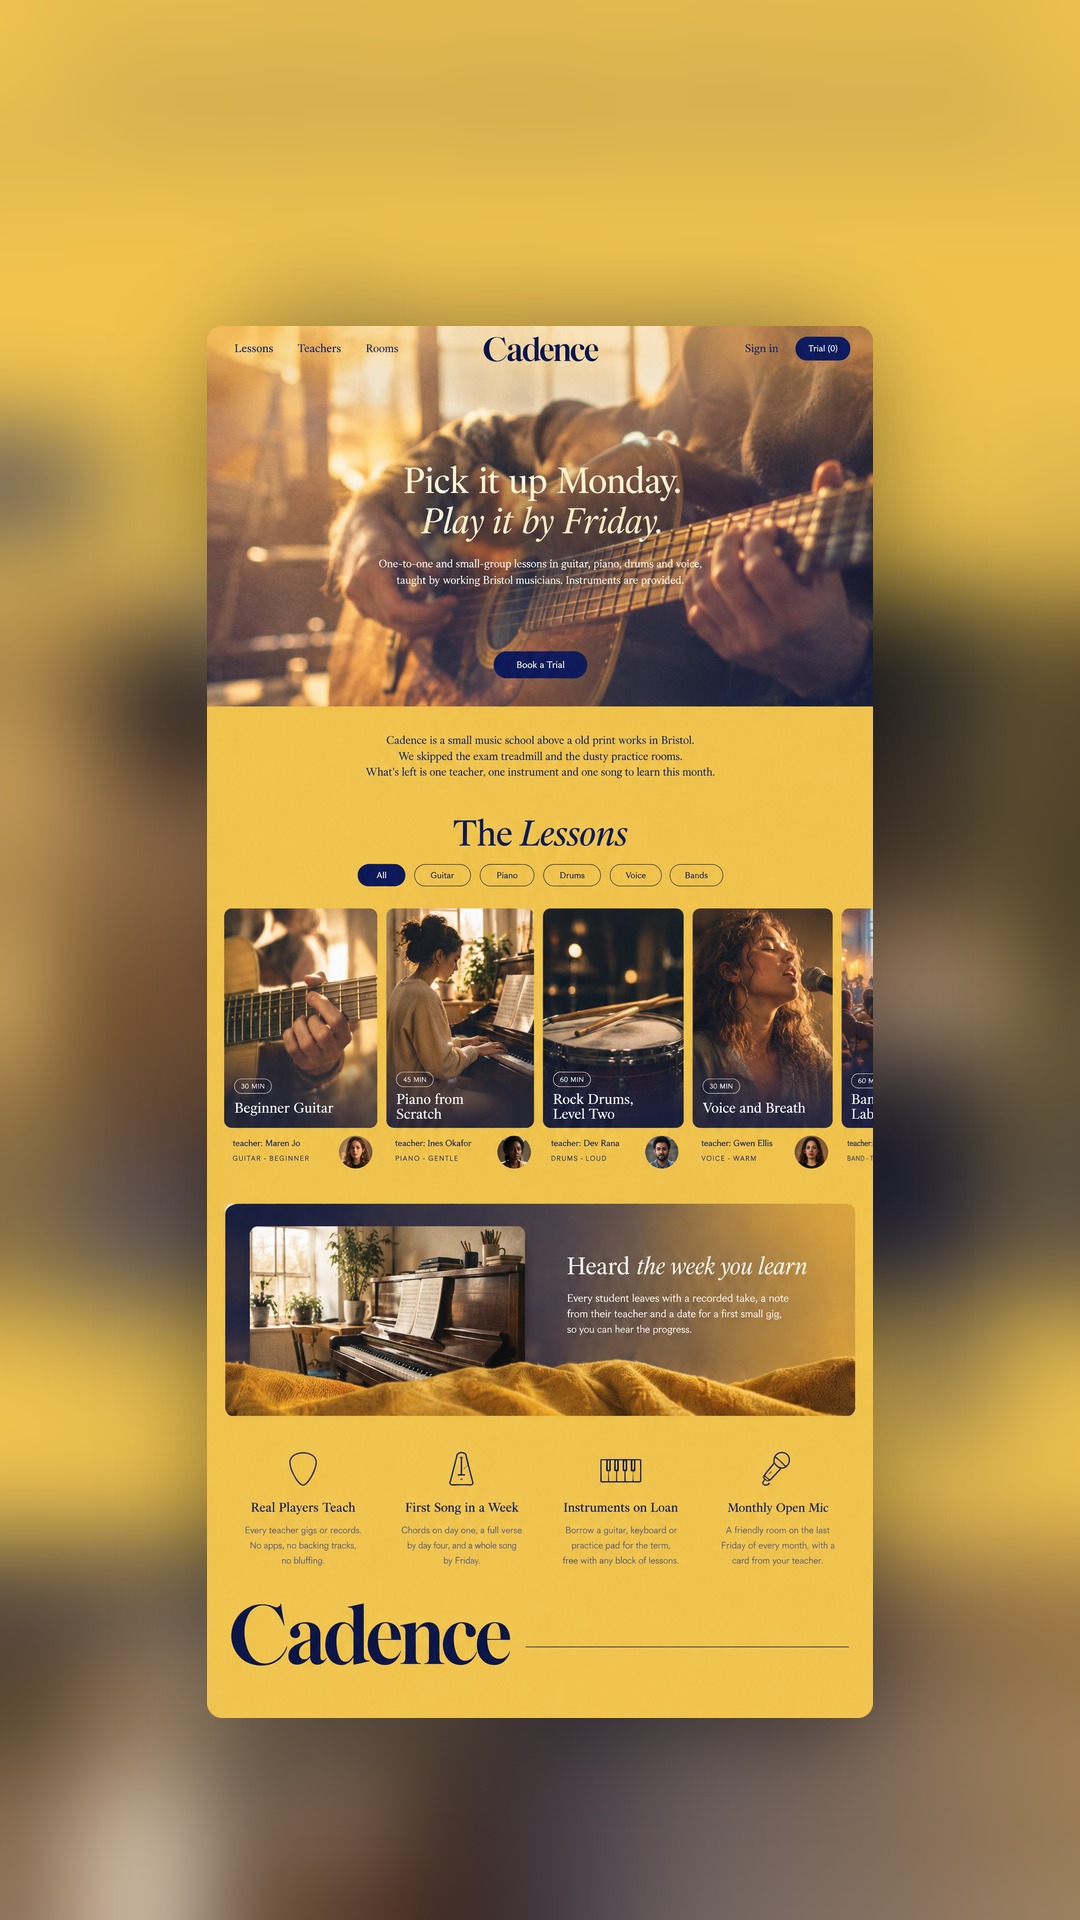 Lessons Teachers Rooms Cadence Sign in Trial (0)
Pick it up Monday.
Play it by Friday.
One-to-one and small-group lessons in guitar, piano, drums and voice,
taught by working Bristol musicians. Instruments are provided.
Book a Trial
Cadence is a small music school above a old print works in Bristol.
We skipped the exam treadmill and the dusty practice rooms.
What's left is one teacher, one instrument and one song to learn this month.
The Lessons
All Guitar Piano Drums Voice Bands
30 MIN
Beginner Guitar
teacher: Maren Jo
GUITAR - BEGINNER
45 MIN
Piano from
Scratch
teacher: Ines Okafor
PIANO - GENTLE
60 MIN
Rock Drums,
Level Two
teacher: Dev Rana
DRUMS - LOUD
30 MIN
Voice and Breath
teacher: Gwen Ellis
VOICE - WARM
60 M
Ban
Lab
teacher:
BAND - T
Heard the week you learn
Every student leaves with a recorded take, a note
from their teacher and a date for a first small gig,
so you can hear the progress.
Real Players Teach
Every teacher gigs or records.
No apps, no backing tracks,
no bluffing.
First Song in a Week
Chords on day one, a full verse
by day four, and a whole song
by Friday.
Instruments on Loan
Borrow a guitar, keyboard or
practice pad for the term,
free with any block of lessons.
Monthly Open Mic
A friendly room on the last
Friday of every month, with a
card from your teacher.
Cadence